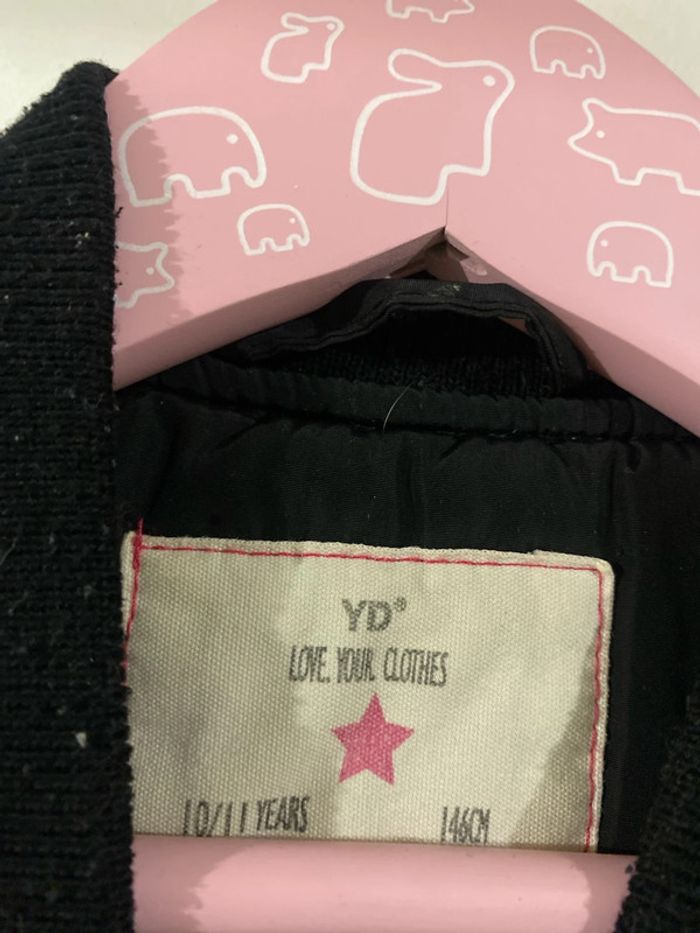 YD®
LOVE. YOUR CLOTHES
10/11 YEARS 146CM